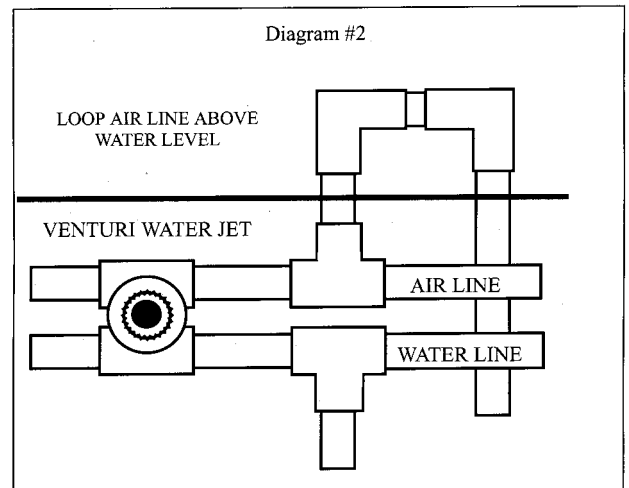 Diagram #2
LOOP AIR LINE ABOVE
WATER LEVEL
VENTURI WATER JET
AIR LINE
WATER LINE